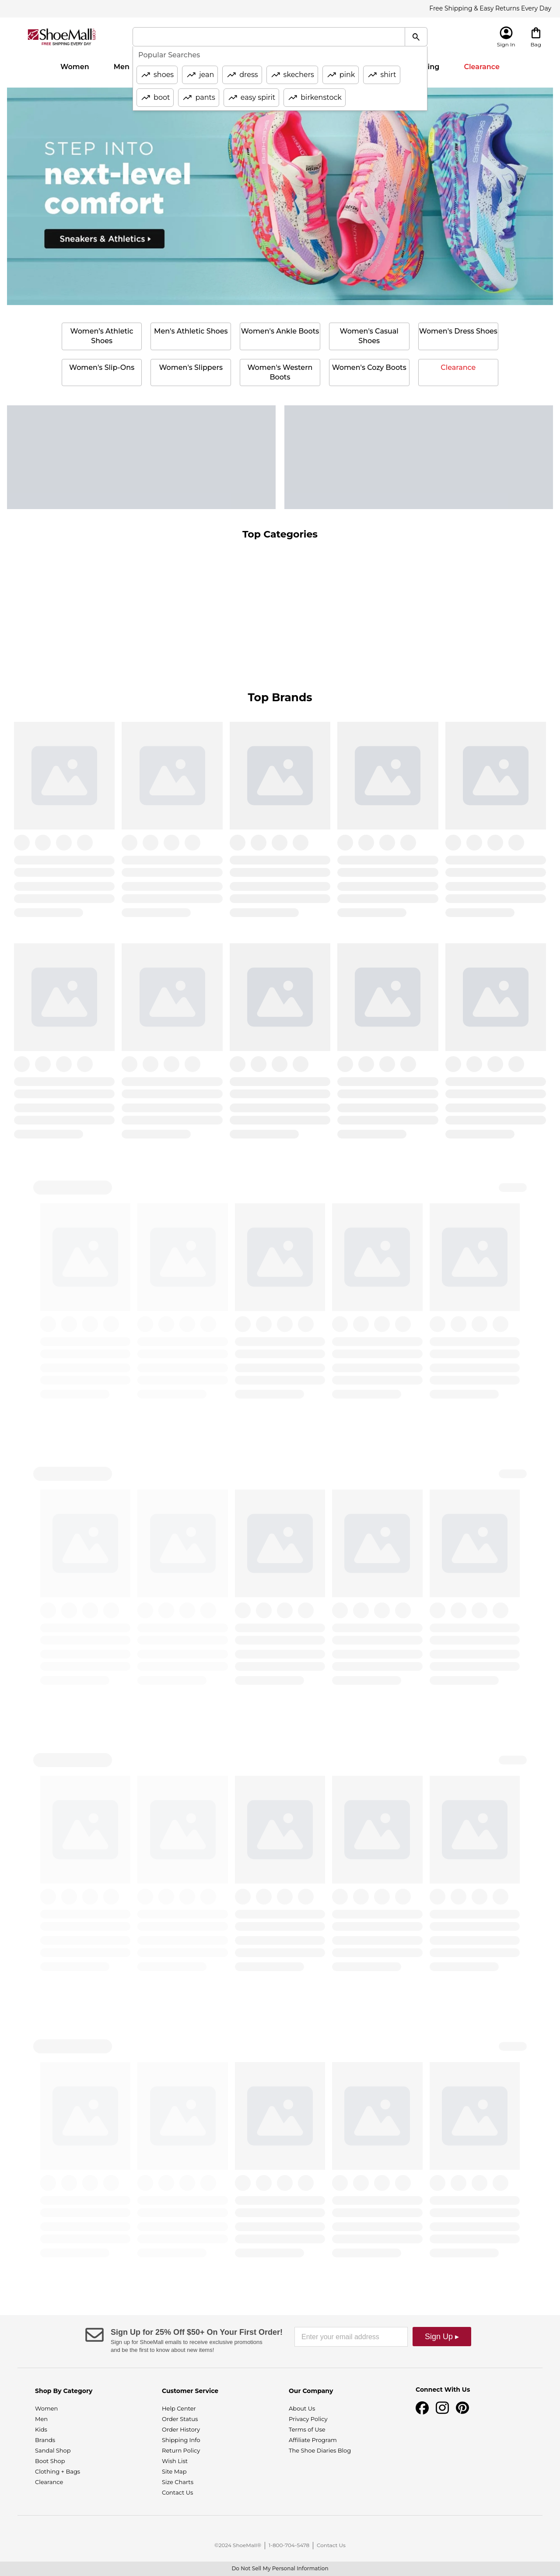 Free Shipping & Easy Returns Every Day
ShoeMall
FREE SHIPPING EVERY DAY
Sign In
Bag
Popular Searches
Women
Men
ing
Clearance
shoes
jean
dress
skechers
pink
shirt
boot
pants
easy spirit
birkenstock
STEP INTO
next-level
comfort
Sneakers & Athletics
Women's Athletic
Shoes
Men's Athletic Shoes
Women's Ankle Boots
Women's Casual
Shoes
Women's Dress Shoes
Women's Slip-Ons
Women's Slippers
Women's Western
Boots
Women's Cozy Boots
Clearance
Top Categories
Top Brands
Sign Up for 25% Off $50+ On Your First Order!
Sign up for ShoeMall emails to receive exclusive promotions
and be the first to know about new items!
Enter your email address
Sign Up ▸
Shop By Category
Women
Men
Kids
Brands
Sandal Shop
Boot Shop
Clothing + Bags
Clearance
Customer Service
Help Center
Order Status
Order History
Shipping Info
Return Policy
Wish List
Site Map
Size Charts
Contact Us
Our Company
About Us
Privacy Policy
Terms of Use
Affiliate Program
The Shoe Diaries Blog
Connect With Us
©2024 ShoeMall® | 1-800-704-5478 | Contact Us
Do Not Sell My Personal Information